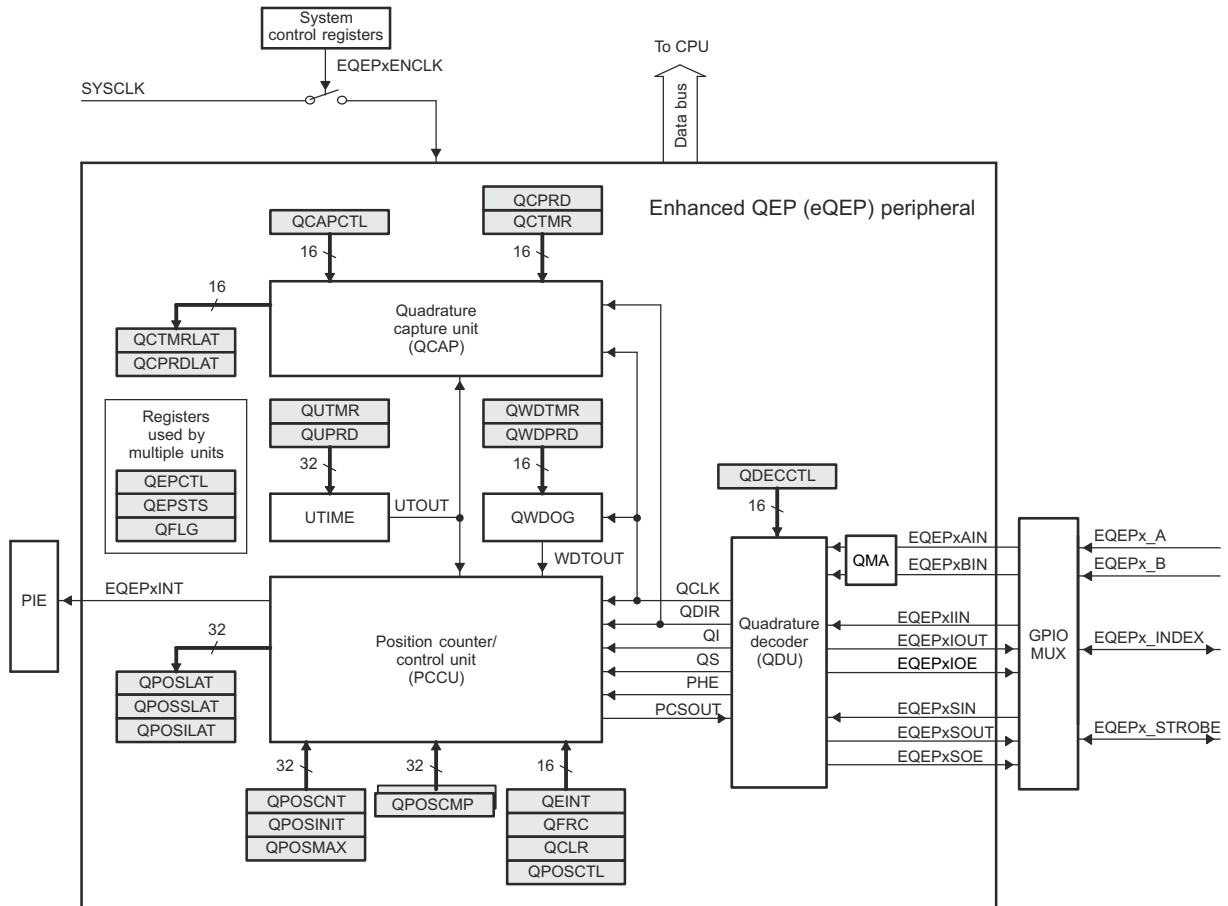 System
control registers
To CPU
EQEPxENCLK
SYSCLK
Data bus
Enhanced QEP (eQEP) peripheral
QCPRD
QCAPCTL
QCTMR
16
16
16
Quadrature
capture unit
(QCAP)
QCTMRLAT
QCPRDLAT
Registers
used by
multiple units
QEPCTL
QEPSTS
QFLG
QUTMR
QUPRD
QWDTMR
QWDPRD
32
16
QDECCTL
16
UTIME
UTOUT
QWDOG
WDTOUT
QMA
EQEPxAIN
EQEPxBIN
EQEPx_A
EQEPx_B
PIE
EQEPxINT
QCLK
QDIR
QI
QS
PHE
PCSOUT
32
Position counter/
control unit
(PCCU)
Quadrature
decoder
(QDU)
EQEPxIIN
EQEPxIOUT
EQEPxIOE
GPIO
MUX
EQEPx_INDEX
QPOSLAT
QPOSSLAT
QPOSILAT
EQEPxSIN
EQEPxSOUT
EQEPxSOE
EQEPx_STROBE
32
32
16
QPOSCNT
QPOSINIT
QPOSMAX
QPOSCMP
QEINT
QFRC
QCLR
QPOSCTL